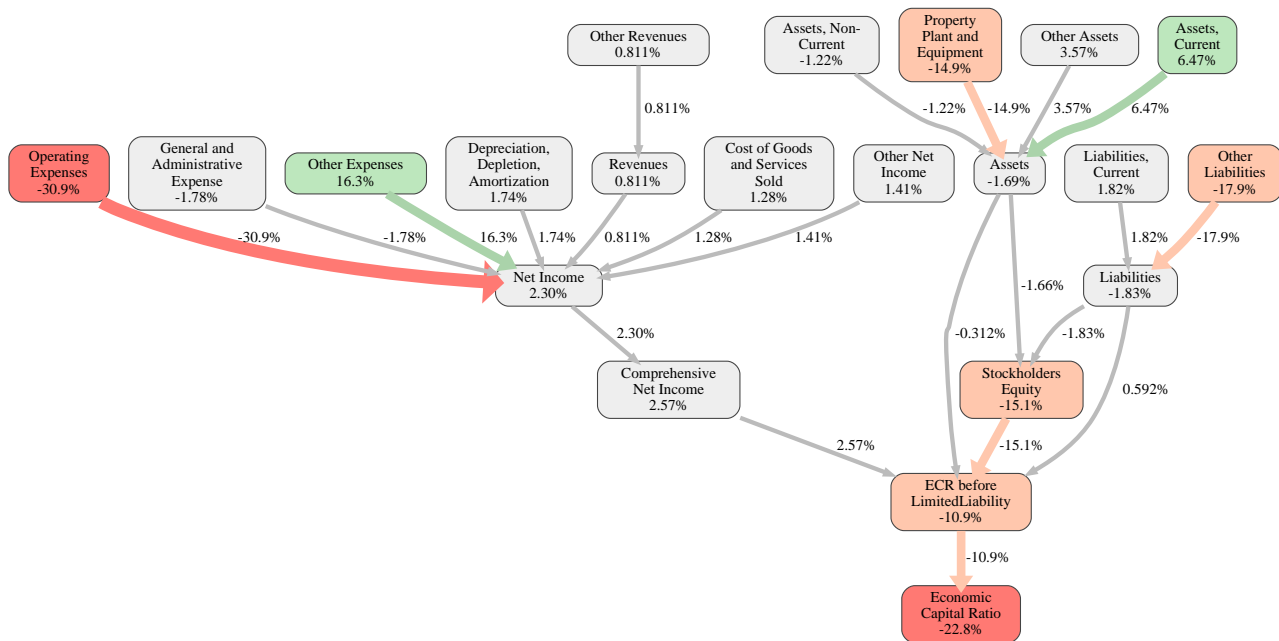 Other Revenues
0.811%
Assets, Non-
Current
-1.22%
Property
Plant and
Equipment
-14.9%
Other Assets
3.57%
Assets,
Current
6.47%
0.811%
-1.22%
-14.9%
3.57%
6.47%
Operating
Expenses
-30.9%
General and
Administrative
Expense
-1.78%
Other Expenses
16.3%
Depreciation,
Depletion,
Amortization
1.74%
Revenues
0.811%
Cost of Goods
and Services
Sold
1.28%
Other Net
Income
1.41%
Assets
-1.69%
Liabilities,
Current
1.82%
Other
Liabilities
-17.9%
-30.9%
-1.78%
16.3%
1.74%
0.811%
1.28%
1.41%
1.82%
-17.9%
Net Income
2.30%
Liabilities
-1.83%
-1.66%
2.30%
-0.312%
-1.83%
Comprehensive
Net Income
2.57%
Stockholders
Equity
-15.1%
0.592%
2.57%
-15.1%
ECR before
LimitedLiability
-10.9%
-10.9%
Economic
Capital Ratio
-22.8%